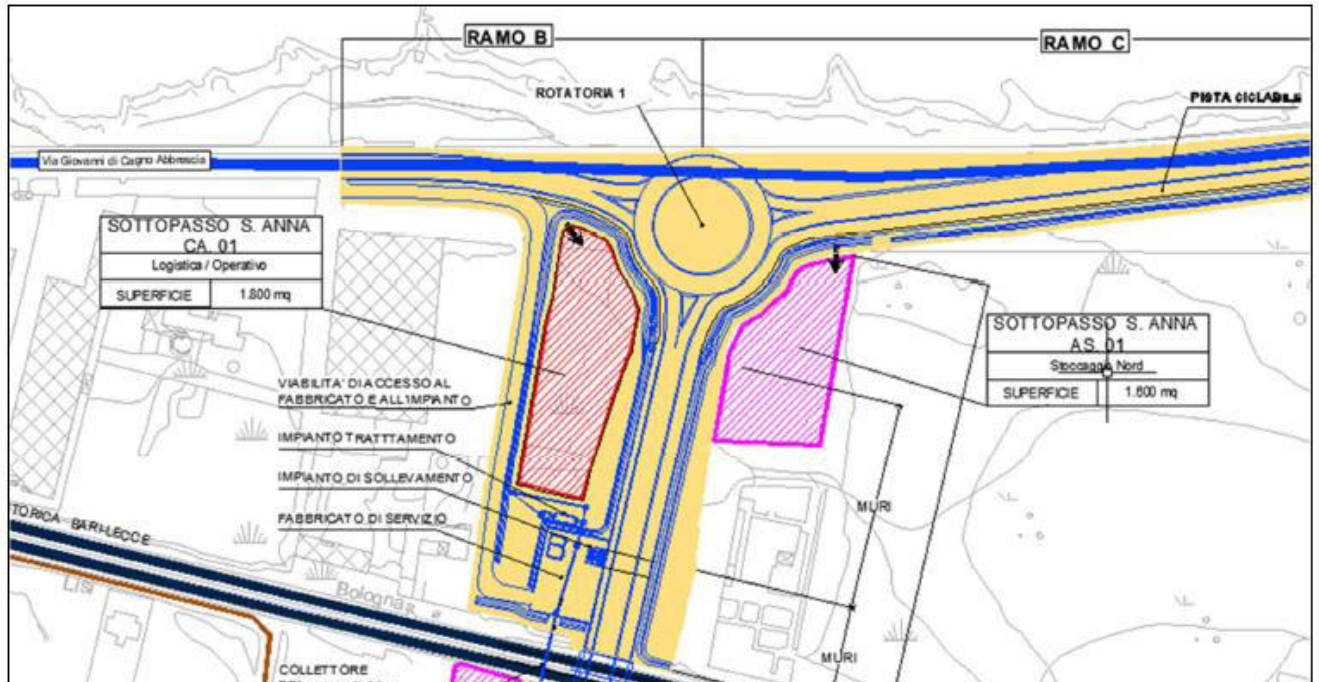 RAMO B
RAMO C
ROTATORIA 1
PISTA CICLABILE
Via Giovanni di Cagno Abbrescia
SOTTOPASSO S. ANNA
CA. 01
Logistica / Operativo
SUPERFICIE 1.800 mq
SOTTOPASSO S. ANNA
AS. 01
Stoccaggio Nord
SUPERFICIE 1.600 mq
VIABILITA' DI ACCESSO AL
FABBRICATO E ALL'IMPIANTO
IMPIANTO TRATTTAMENTO
IMPIANTO DI SOLLEVAMENTO
FABBRICATO DI SERVIZIO
MURI
TORICA BARI-LECCE
Bologna
MURI
COLLETTORE